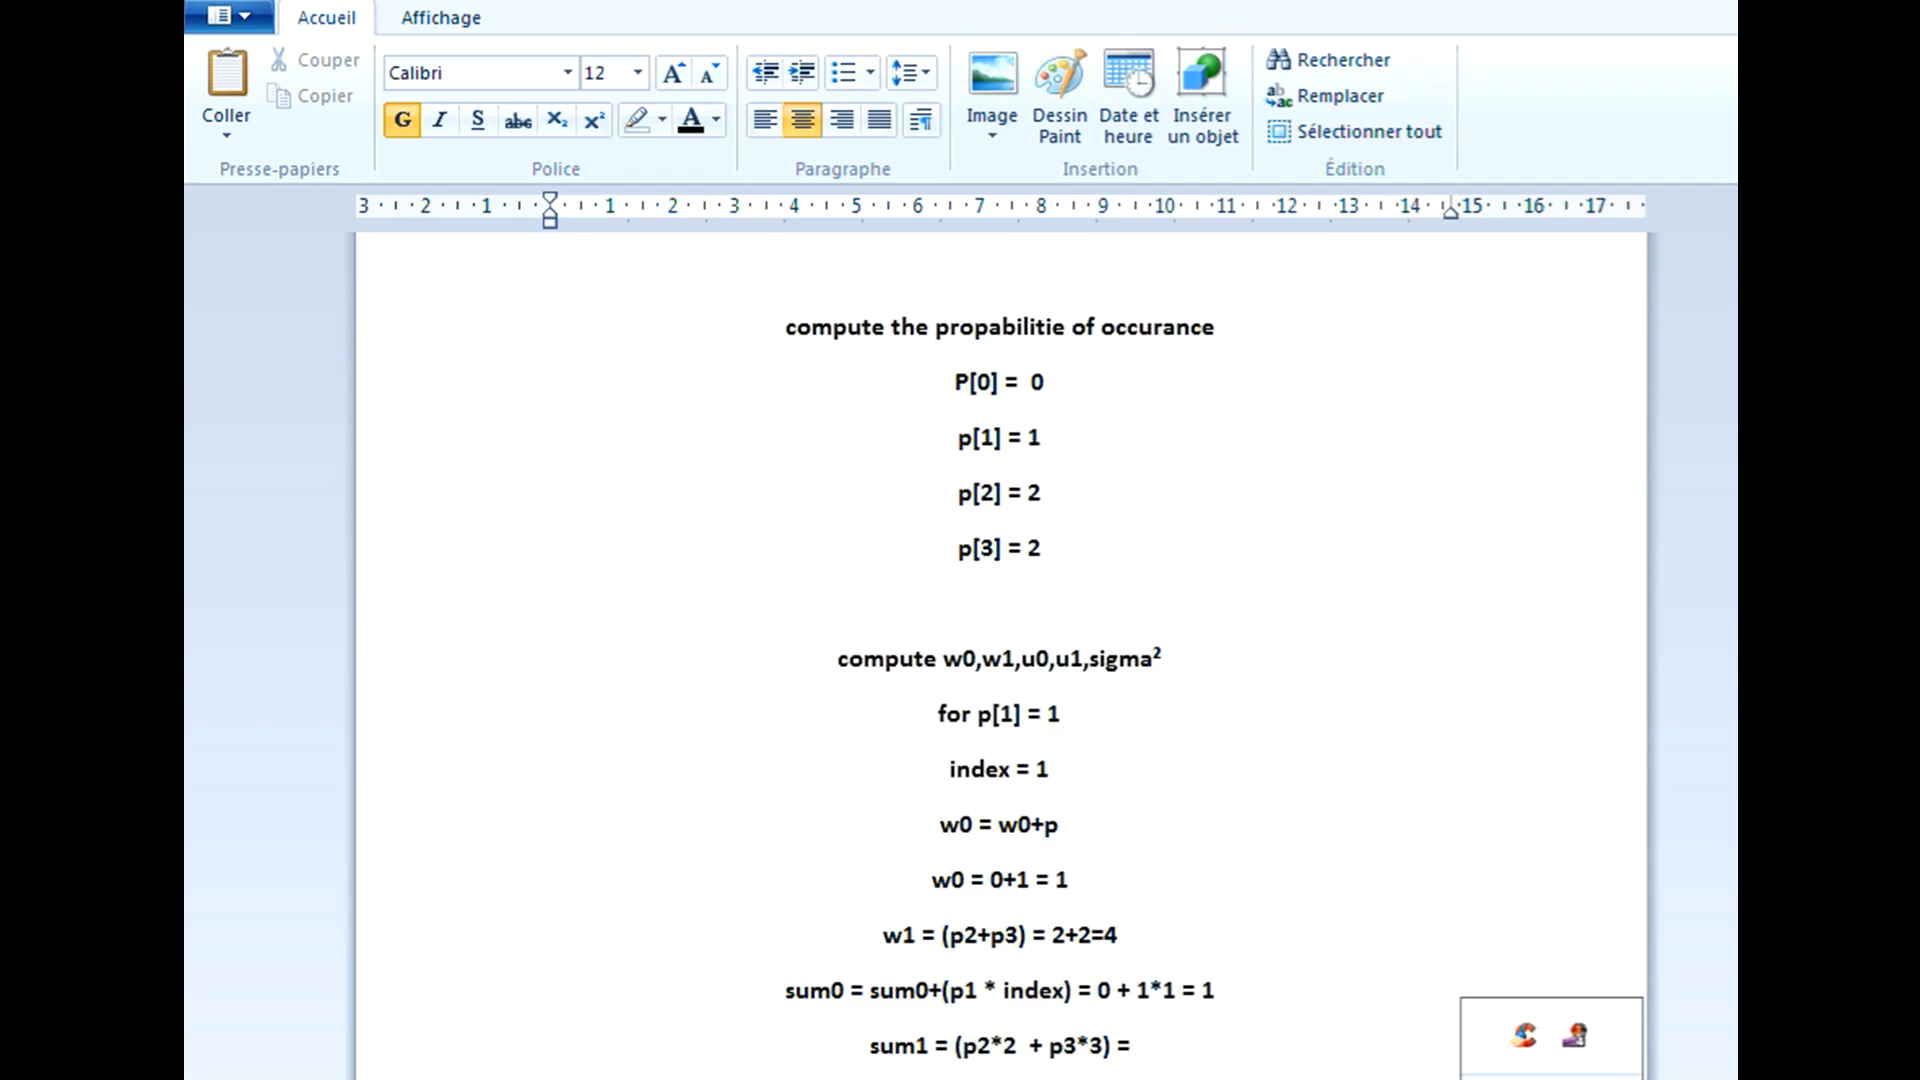 Accueil Affichage
Coller
Couper
Copier
Presse-papiers
Calibri 12
G I S abc X₂ X² A
Police
Paragraphe
Image
Dessin Paint
Date et heure
Insérer un objet
Insertion
Rechercher
Remplacer
Sélectionner tout
Édition
3 2 1 1 2 3 4 5 6 7 8 9 10 11 12 13 14 15 16 17
compute the propabilitie of occurance
P[0] = 0
p[1] = 1
p[2] = 2
p[3] = 2
compute w0,w1,u0,u1,sigma²
for p[1] = 1
index = 1
w0 = w0+p
w0 = 0+1 = 1
w1 = (p2+p3) = 2+2=4
sum0 = sum0+(p1 * index) = 0 + 1*1 = 1
sum1 = (p2*2 + p3*3) =